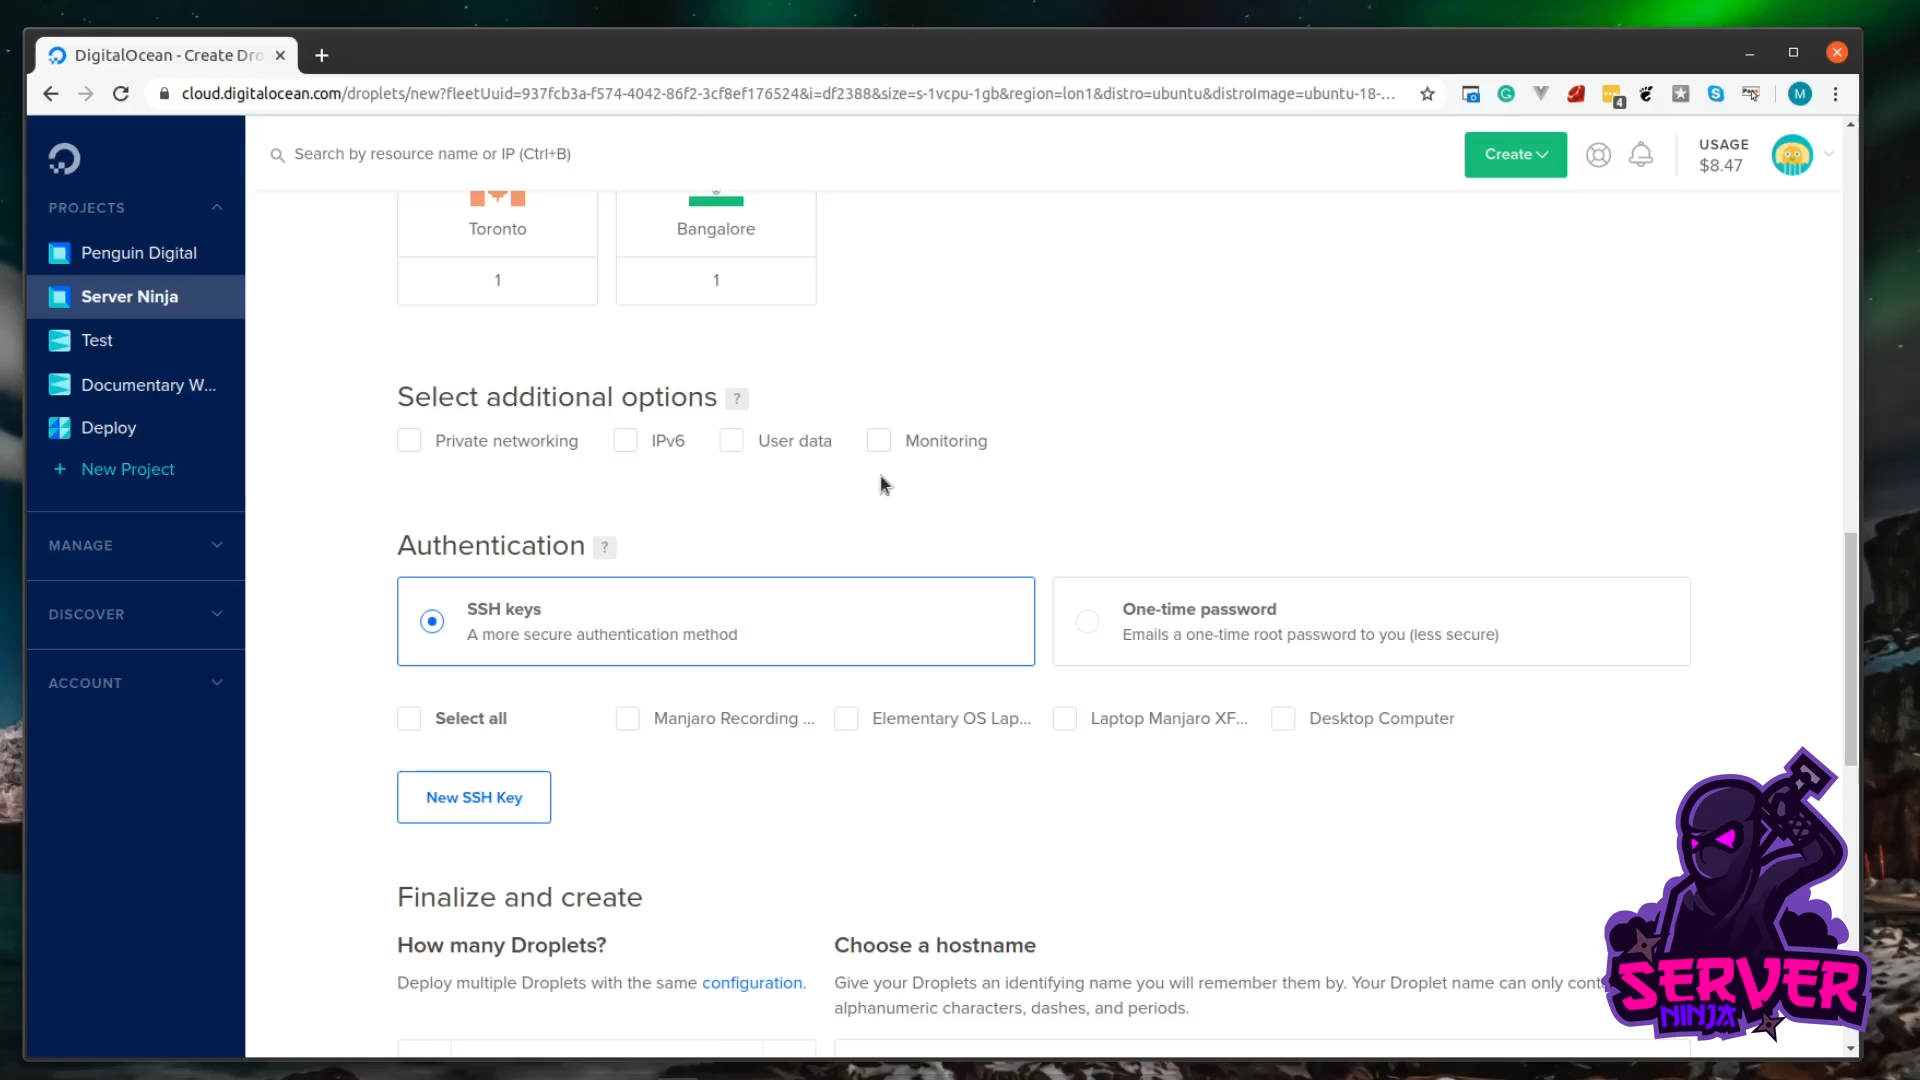 DigitalOcean - Create Dro
cloud.digitalocean.com/droplets/new?fleetUuid=937fcb3a-f574-4042-86f2-3cf8ef176524&i=df2388&size=s-1vcpu-1gb&region=lon1&distro=ubuntu&distroImage=ubuntu-18-...
4
M
Search by resource name or IP (Ctrl+B)
Create
USAGE
$8.47
PROJECTS
Penguin Digital
Server Ninja
Test
Documentary W...
Deploy
+ New Project
MANAGE
DISCOVER
ACCOUNT
Toronto
Bangalore
1
1
Select additional options ?
Private networking
IPv6
User data
Monitoring
Authentication ?
SSH keys
A more secure authentication method
One-time password
Emails a one-time root password to you (less secure)
Select all
Manjaro Recording ...
Elementary OS Lap...
Laptop Manjaro XF...
Desktop Computer
New SSH Key
Finalize and create
How many Droplets?
Deploy multiple Droplets with the same configuration.
Choose a hostname
Give your Droplets an identifying name you will remember them by. Your Droplet name can only
alphanumeric characters, dashes, and periods.
SERVER
NINJA